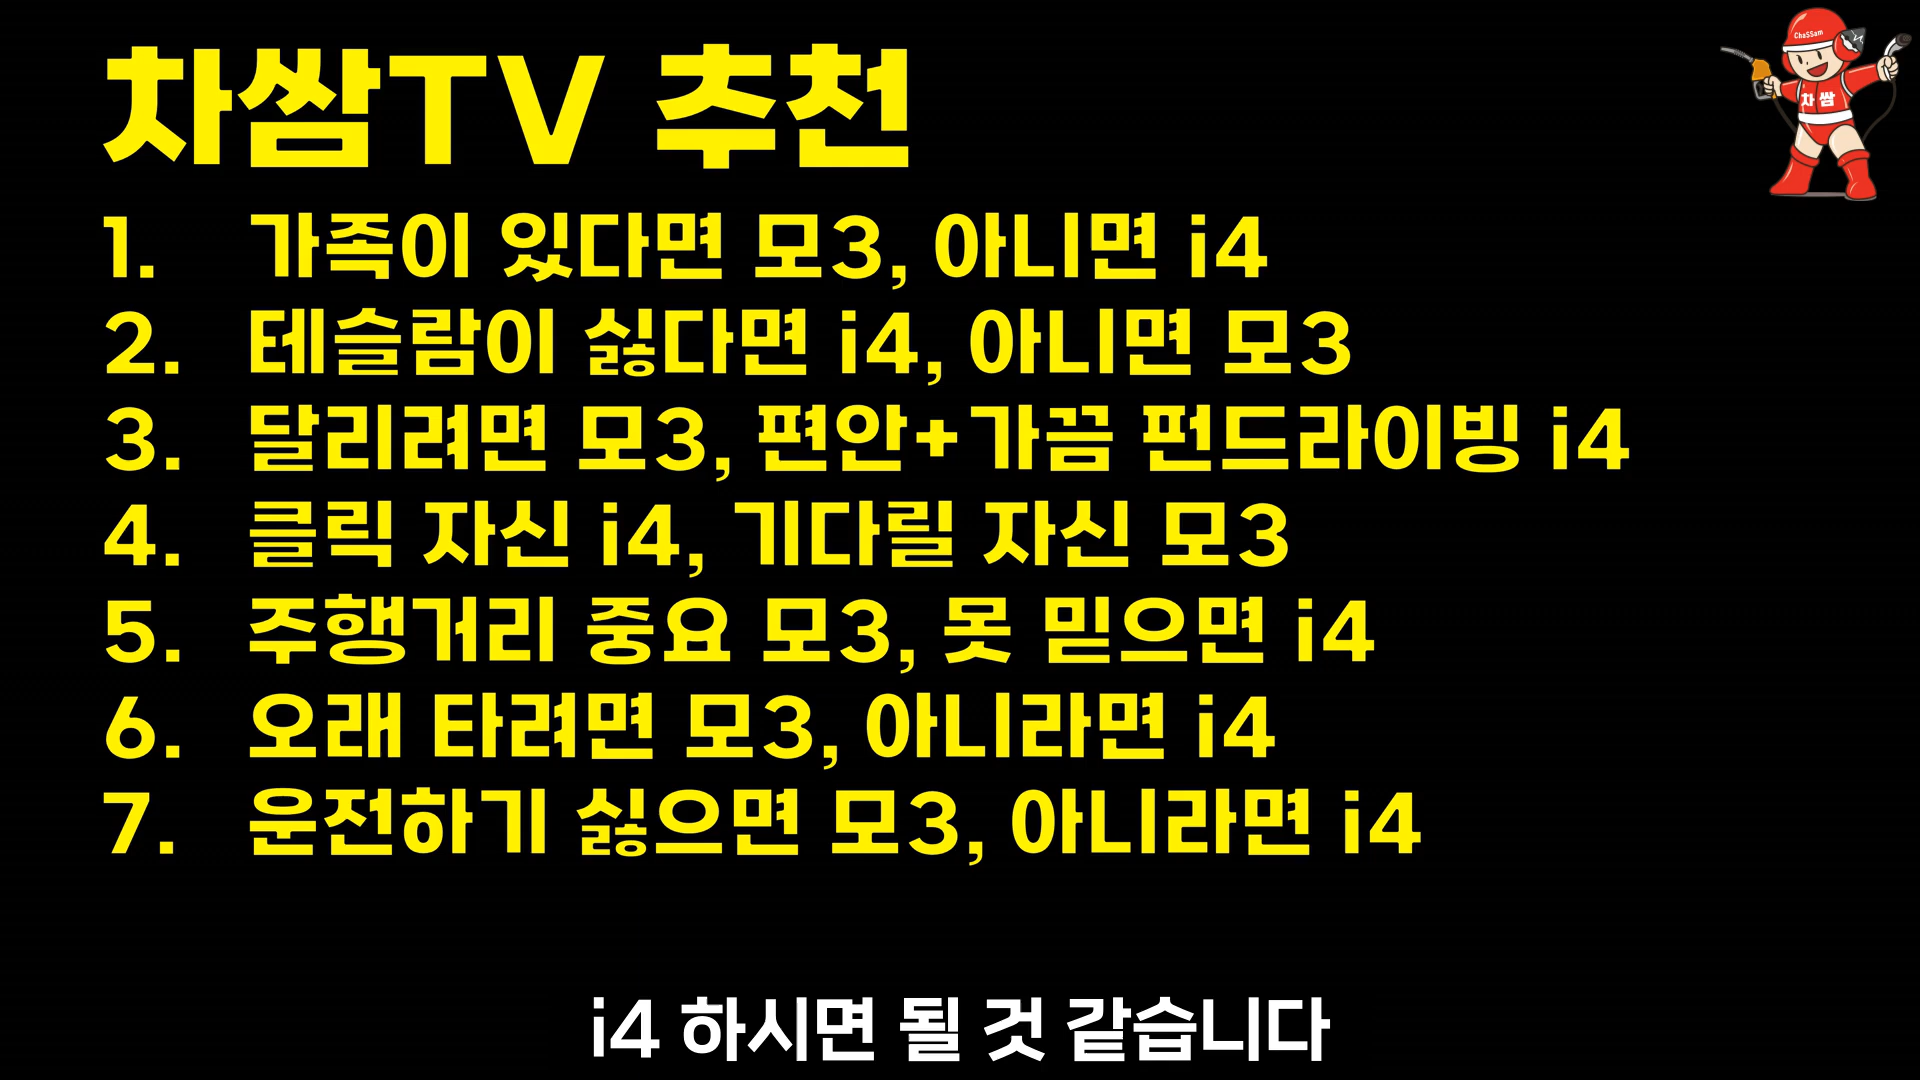 차쌈TV 추천
ChaSSam
차쌈
1. 가족이 있다면 모3, 아니면 i4
2. 테슬람이 싫다면 i4, 아니면 모3
3. 달리려면 모3, 편안+가끔 펀드라이빙 i4
4. 클릭 자신 i4, 기다릴 자신 모3
5. 주행거리 중요 모3, 못 믿으면 i4
6. 오래 타려면 모3, 아니라면 i4
7. 운전하기 싫으면 모3, 아니라면 i4
i4 하시면 될 것 같습니다